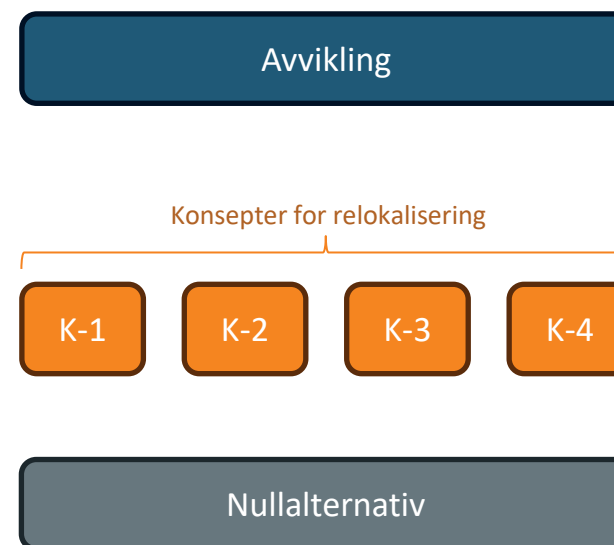 Avvikling
Konsepter for relokalisering
K-1 K-2 K-3 K-4
Nullalternativ